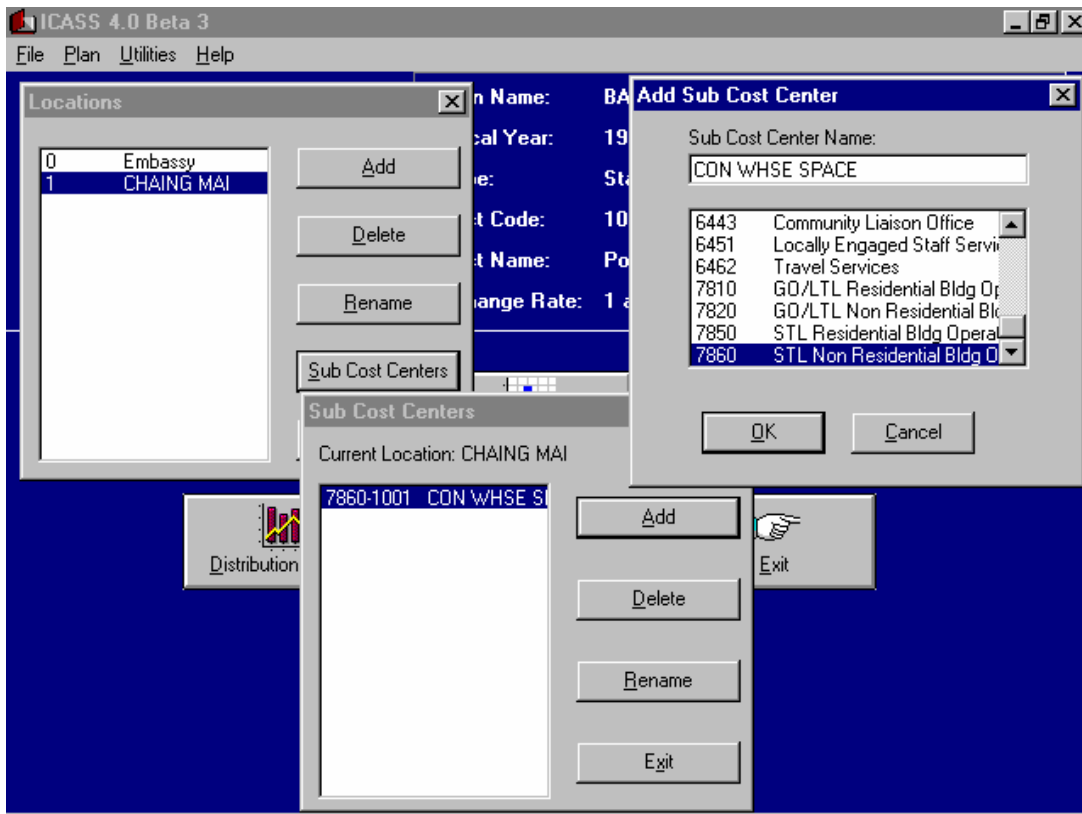 ICASS 4.0 Beta 3
File Plan Utilities Help
Locations
0 Embassy
1 CHAING MAI
Add
Delete
Rename
Sub Cost Centers
n Name: BA
cal Year: 19
e: Sta
t Code: 10
t Name: Po
ange Rate: 1 a
Add Sub Cost Center
Sub Cost Center Name:
CON WHSE SPACE
6443 Community Liaison Office
6451 Locally Engaged Staff Servi
6462 Travel Services
7810 GO/LTL Residential Bldg Op
7820 GO/LTL Non Residential Bld
7850 STL Residential Bldg Operat
7860 STL Non Residential Bldg O
OK
Cancel
Sub Cost Centers
Current Location: CHAING MAI
7860-1001 CON WHSE SP
Add
Delete
Rename
Exit
Distribution
Exit